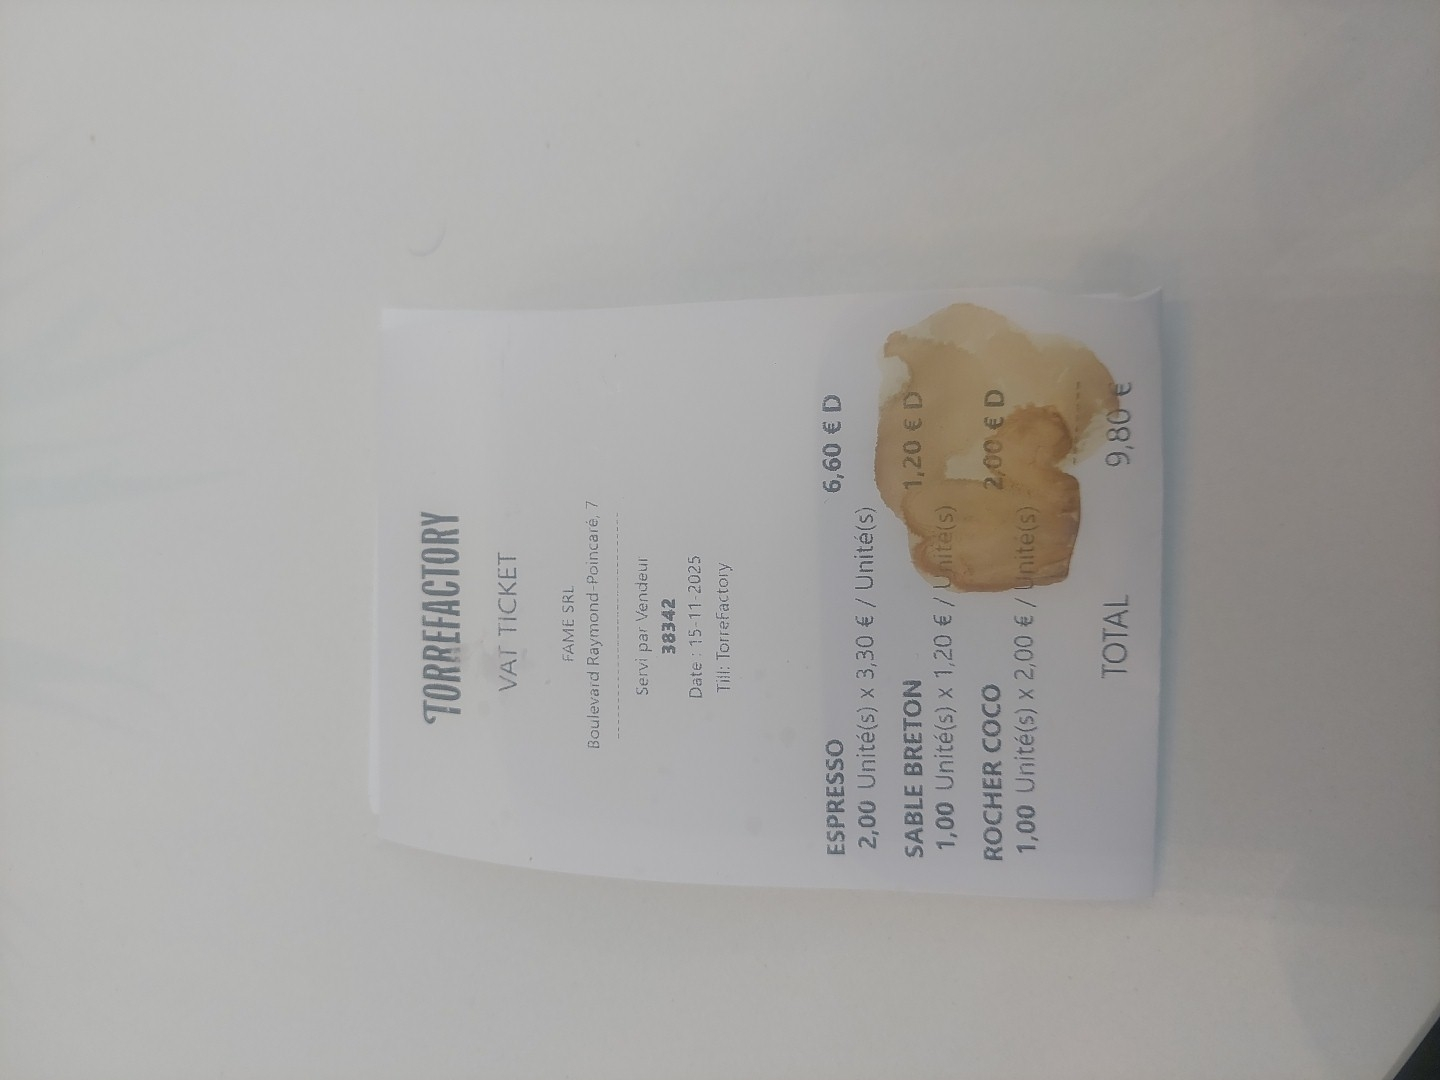 TORREFACTORY
VAT TICKET
FAME SRL
Boulevard Raymond-Poincaré, 7
Servi par Vendeur
38342
Date : 15-11-2025
Till: TorreFactory
ESPRESSO 6,60 € D
2,00 Unité(s) x 3,30 € / Unité(s)
SABLE BRETON 1,20 € D
1,00 Unité(s) x 1,20 € / Unité(s)
ROCHER COCO 2,00 € D
1,00 Unité(s) x 2,00 € / Unité(s)
TOTAL 9,80 €